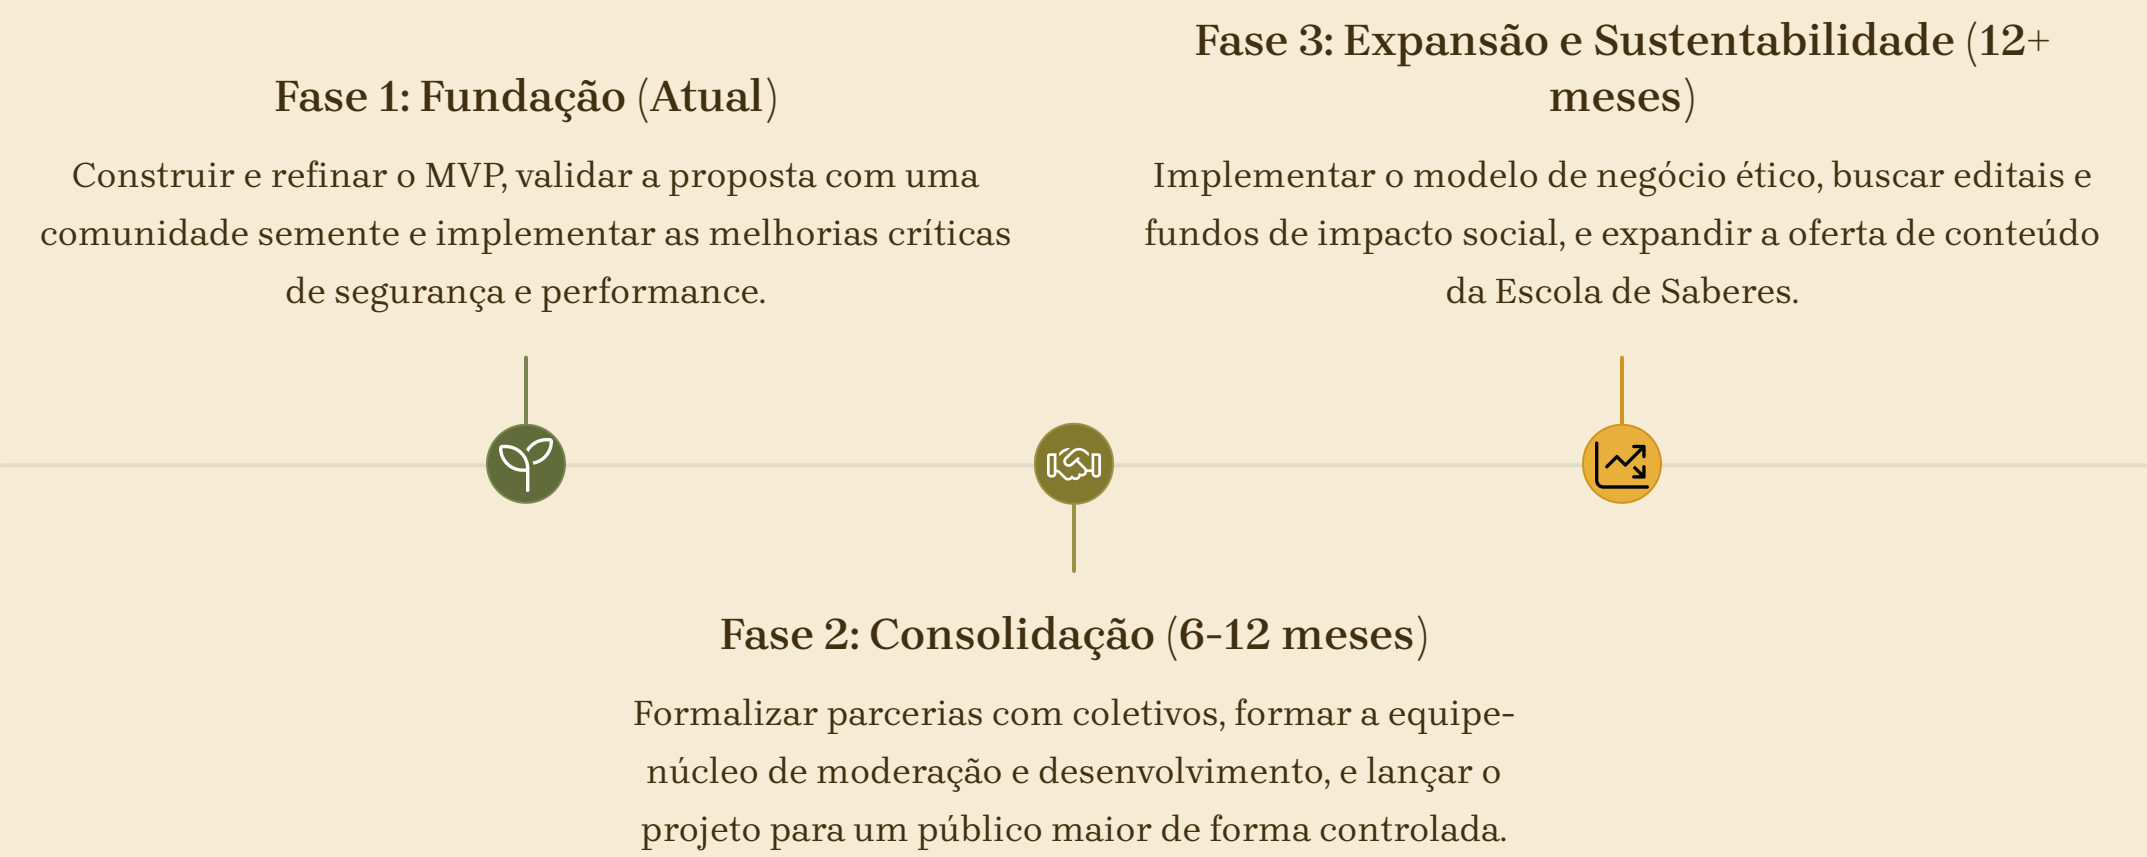 Fase 1: Fundação (Atual)
Construir e refinar o MVP, validar a proposta com uma
comunidade semente e implementar as melhorias críticas
de segurança e performance.
Fase 3: Expansão e Sustentabilidade (12+
meses)
Implementar o modelo de negócio ético, buscar editais e
fundos de impacto social, e expandir a oferta de conteúdo
da Escola de Saberes.
Fase 2: Consolidação (6-12 meses)
Formalizar parcerias com coletivos, formar a equipe-
núcleo de moderação e desenvolvimento, e lançar o
projeto para um público maior de forma controlada.